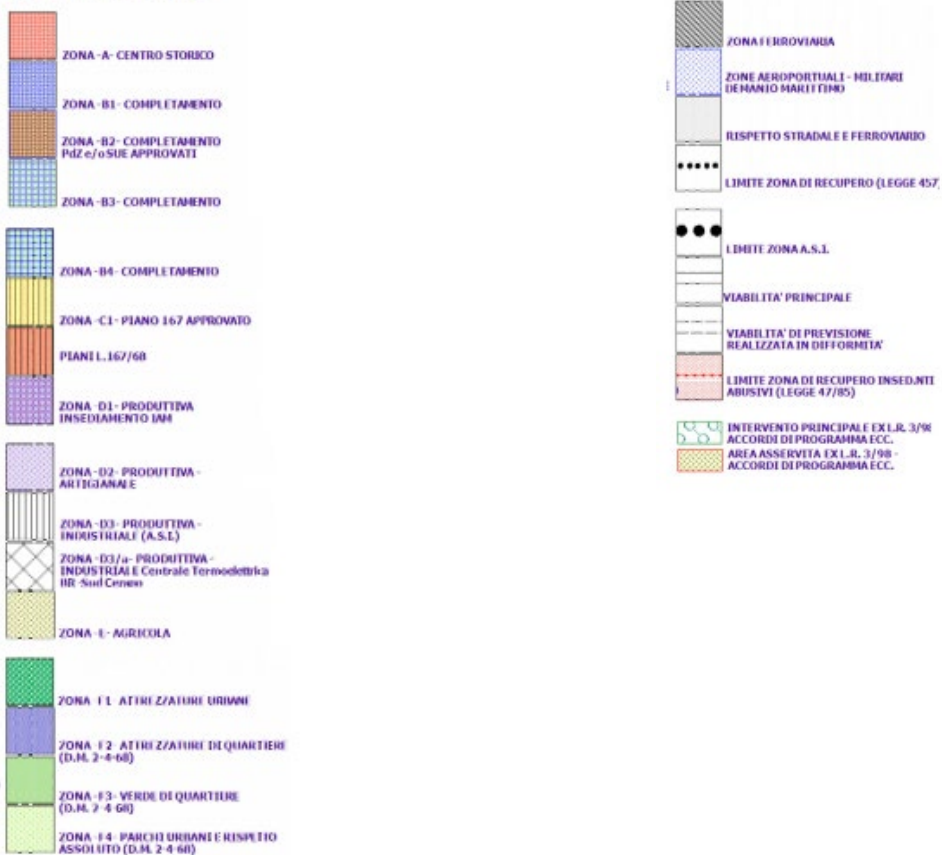 ZONA -A- CENTRO STORICO
ZONA -B1- COMPLETAMENTO
ZONA -B2- COMPLETAMENTO
PdZ e/o SUE APPROVATI
ZONA -B3- COMPLETAMENTO
ZONA -B4- COMPLETAMENTO
ZONA -C1- PIANO 167 APPROVATO
PIANI L.167/68
ZONA -D1- PRODUTTIVA
INSEDIAMENTO IAM
ZONA -D2- PRODUTTIVA -
ARTIGIANALE
ZONA -D3- PRODUTTIVA -
INDUSTRIALE (A.S.I.)
ZONA -D3/a- PRODUTTIVA -
INDUSTRIALE Centrale Termoelettrica
BR-Sud Cerano
ZONA -E- AGRICOLA
ZONA -F1- ATTREZZATURE URBANE
ZONA -F2- ATTREZZATURE DI QUARTIERE
(D.M. 2-4-68)
ZONA -F3- VERDE DI QUARTIERE
(D.M. 2-4-68)
ZONA -F4- PARCHI URBANI E RISPETTO
ASSOLUTO (D.M. 2-4-68)
ZONA FERROVIARIA
ZONE AEROPORTUALI - MILITARI
DEMANIO MARITTIMO
RISPETTO STRADALE E FERROVIARIO
LIMITE ZONA DI RECUPERO (LEGGE 457
LIMITE ZONA A.S.I.
VIABILITA' PRINCIPALE
VIABILITA' DI PREVISIONE
REALIZZATA IN DIFFORMITA'
LIMITE ZONA DI RECUPERO INSED.NTI
ABUSIVI (LEGGE 47/85)
INTERVENTO PRINCIPALE EX L.R. 3/98
ACCORDI DI PROGRAMMA ECC.
AREA ASSERVITA EX L.R. 3/98 -
ACCORDI DI PROGRAMMA ECC.